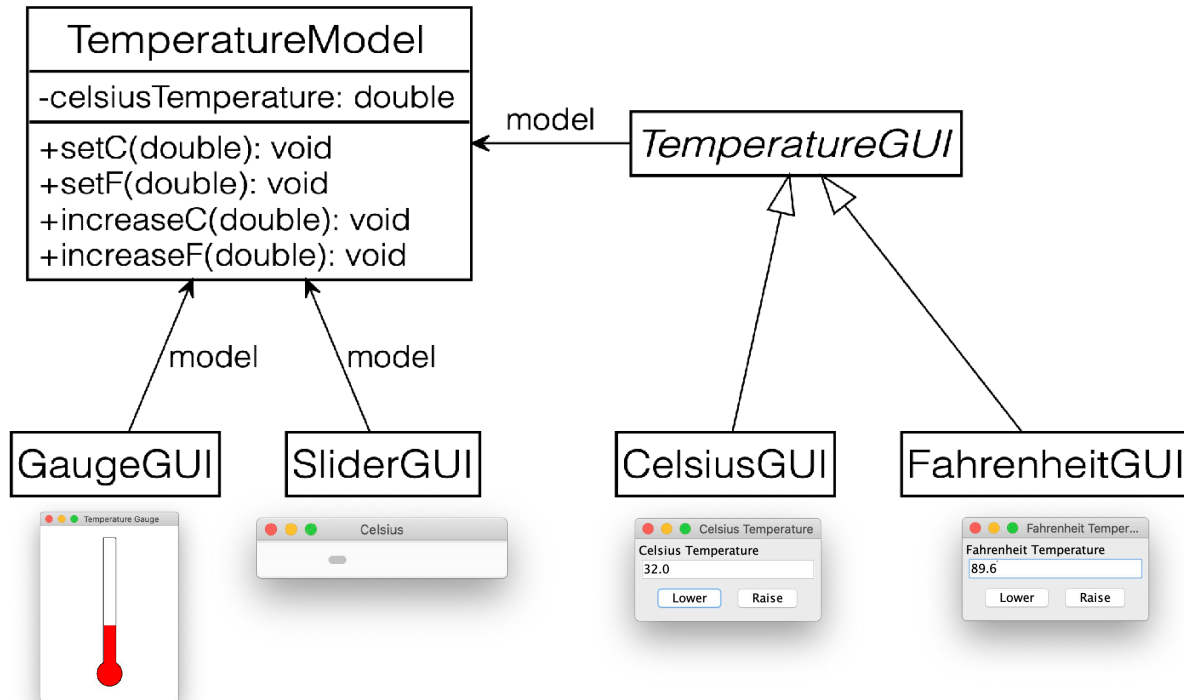 TemperatureModel
-celsiusTemperature: double
+setC(double): void
+setF(double): void
+increaseC(double): void
+increaseF(double): void
model
TemperatureGUI
model
model
GaugeGUI
SliderGUI
CelsiusGUI
FahrenheitGUI
Temperature Gauge
Celsius
Celsius Temperature
Celsius Temperature
32.0
Lower
Raise
Fahrenheit Temper...
Fahrenheit Temperature
89.6
Lower
Raise